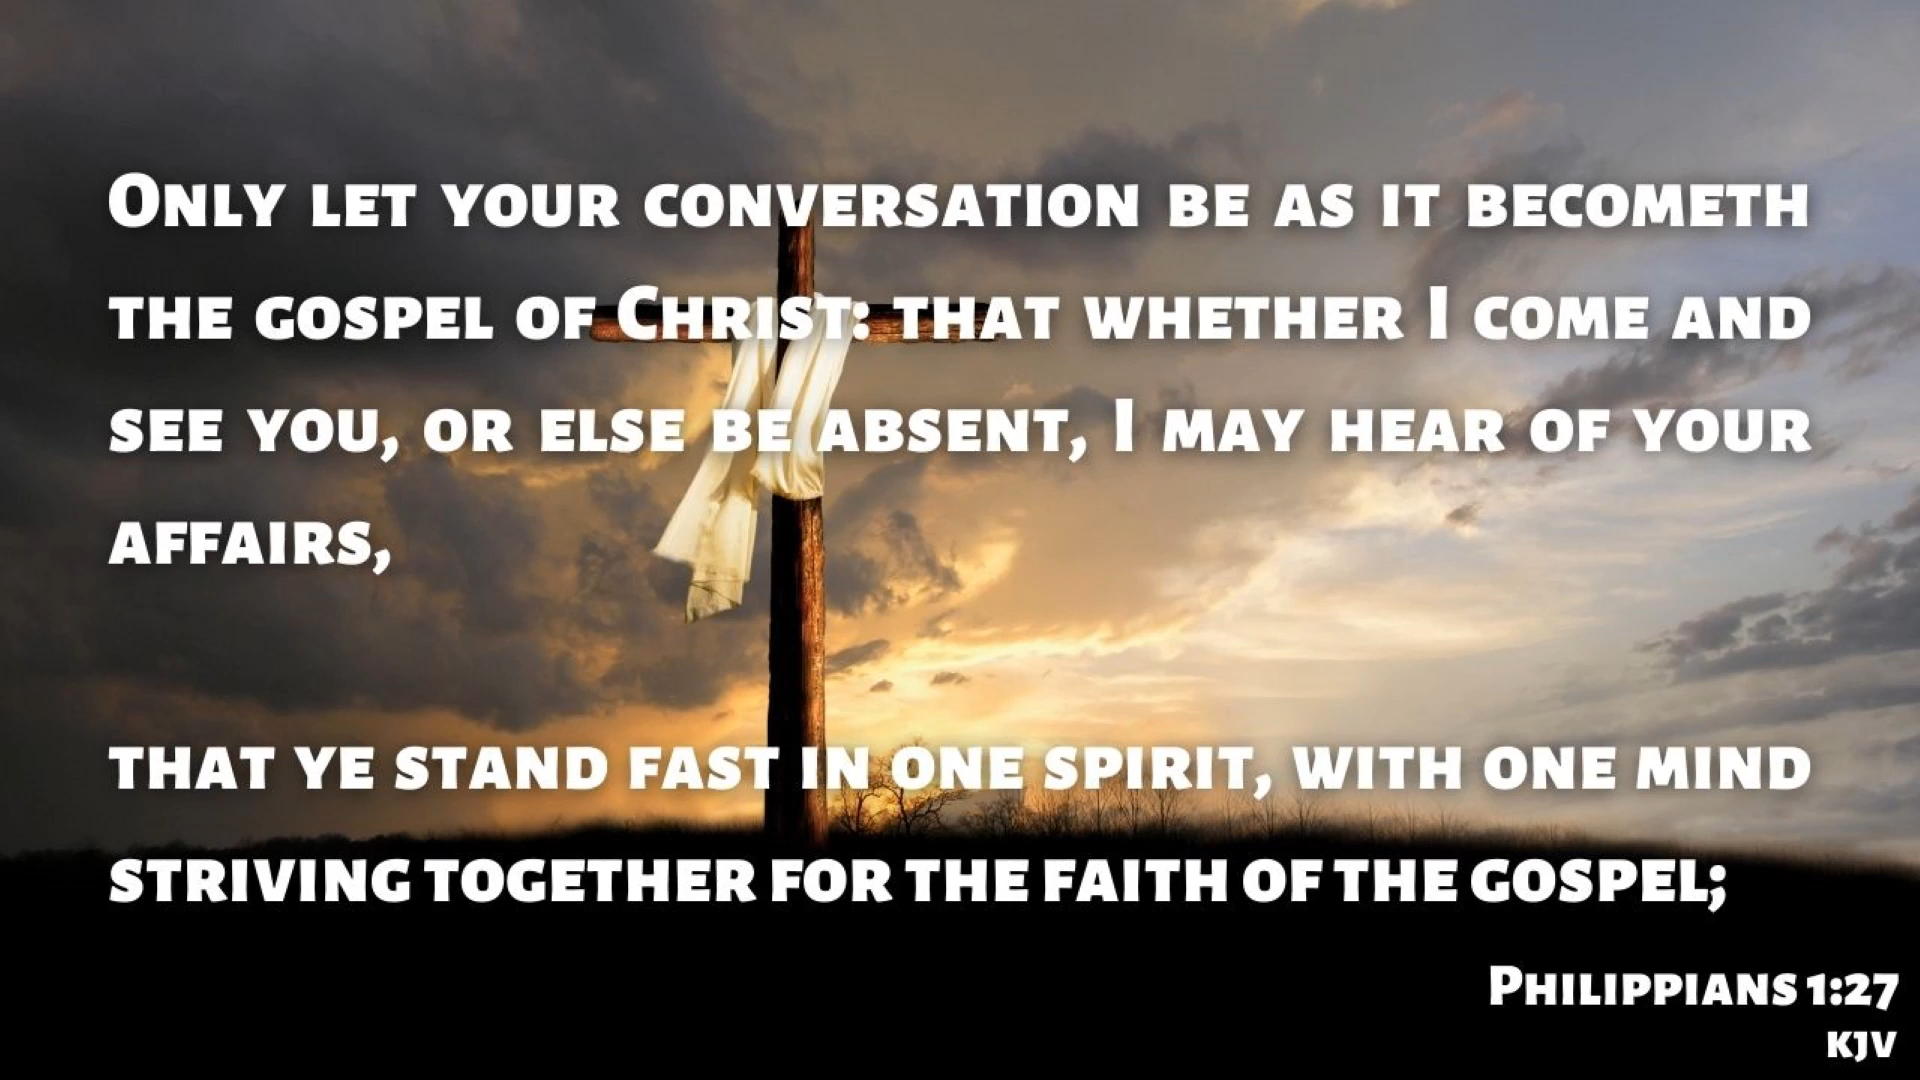 Only let your conversation be as it becometh
the gospel of Christ: that whether I come and
see you, or else be absent, I may hear of your
affairs,
that ye stand fast in one spirit, with one mind
striving together for the faith of the gospel;
Philippians 1:27
KJV